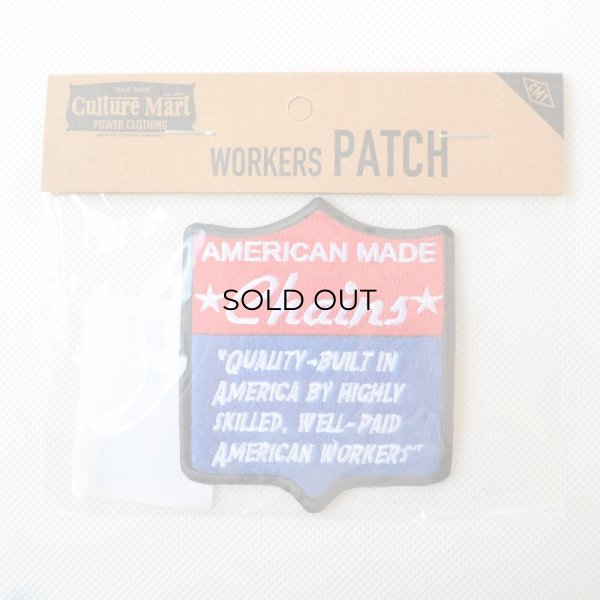 TRADE MARK
Culture Mart
POWER CLOTHING
WORKERS PATCH
AMERICAN MADE
Chains
SOLD OUT
"QUALITY-BUILT IN
AMERICA BY HIGHLY
SKILLED, WELL-PAID
AMERICAN WORKERS"